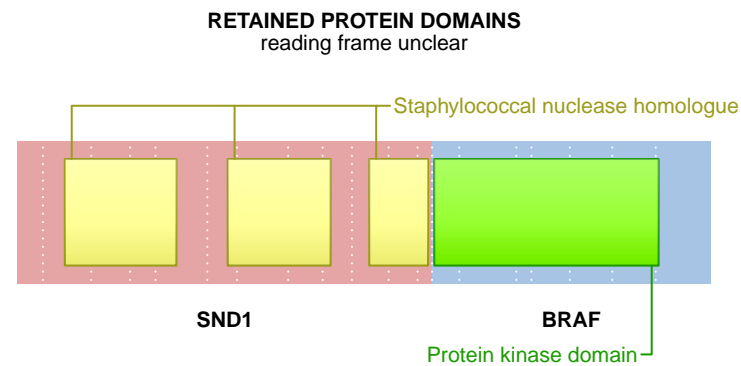 RETAINED PROTEIN DOMAINS
reading frame unclear
Staphylococcal nuclease homologue
SND1
BRAF
Protein kinase domain